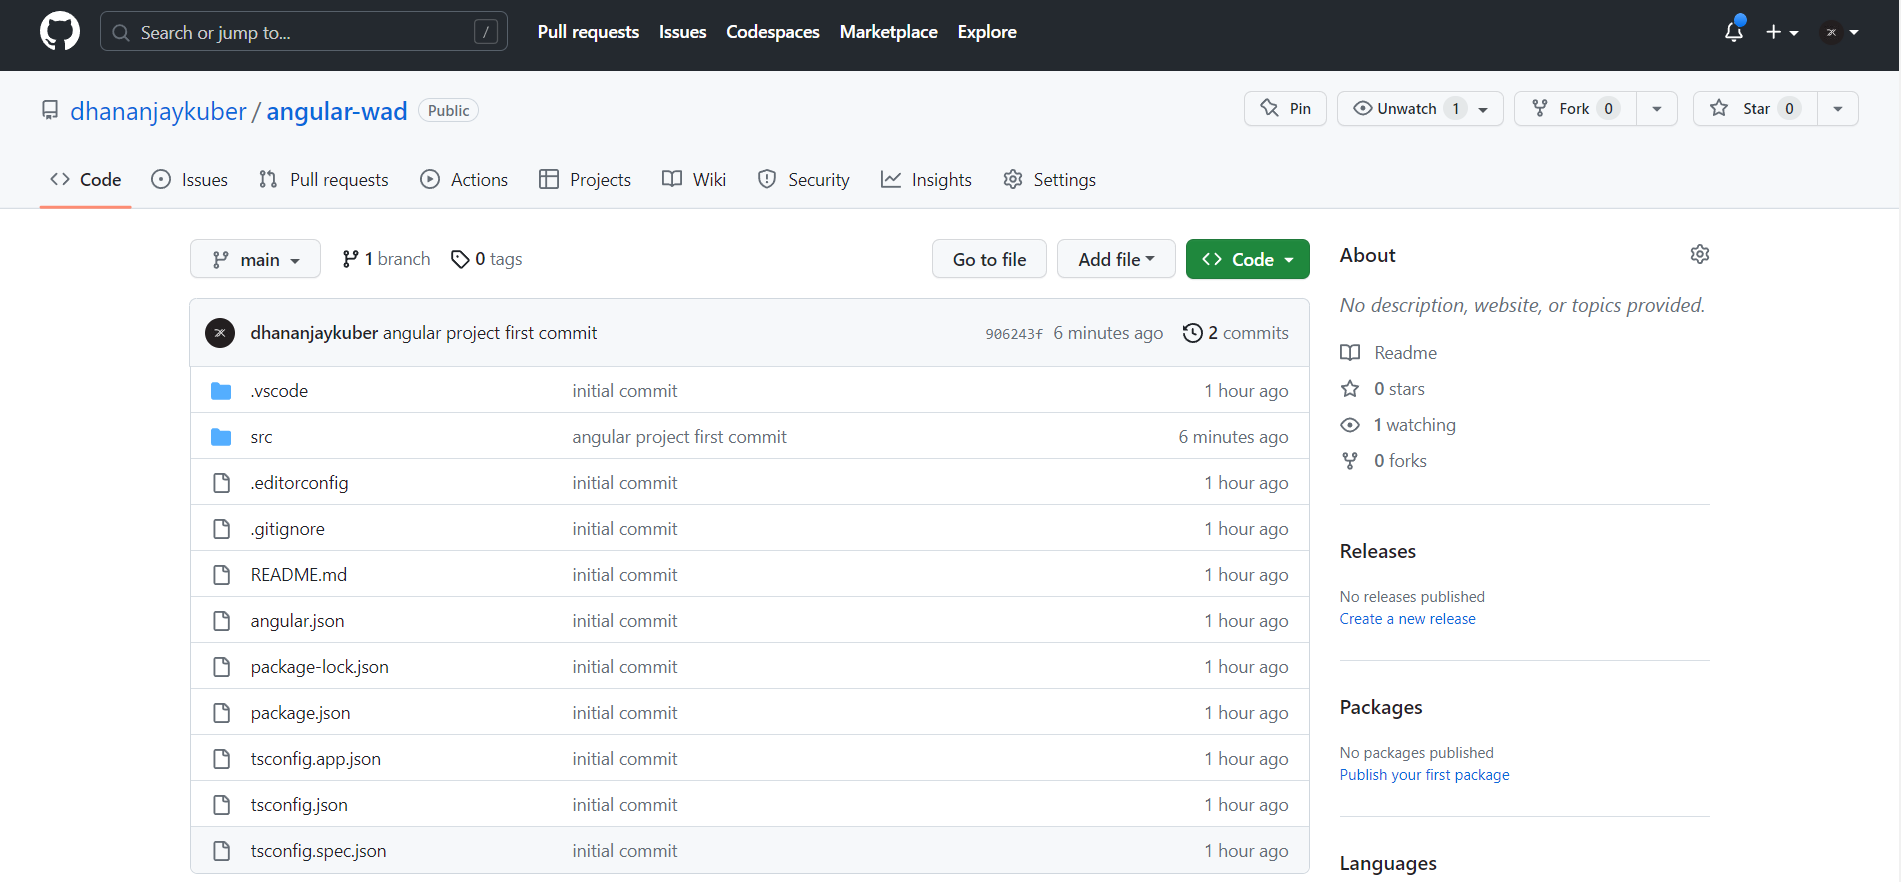 Search or jump to... / Pull requests Issues Codespaces Marketplace Explore
dhananjaykuber / angular-wad Public Pin Unwatch 1 Fork 0 Star 0
Code Issues Pull requests Actions Projects Wiki Security Insights Settings
main 1 branch 0 tags Go to file Add file Code
dhananjaykuber angular project first commit 906243f 6 minutes ago 2 commits
.vscode initial commit 1 hour ago
src angular project first commit 6 minutes ago
.editorconfig initial commit 1 hour ago
.gitignore initial commit 1 hour ago
README.md initial commit 1 hour ago
angular.json initial commit 1 hour ago
package-lock.json initial commit 1 hour ago
package.json initial commit 1 hour ago
tsconfig.app.json initial commit 1 hour ago
tsconfig.json initial commit 1 hour ago
tsconfig.spec.json initial commit 1 hour ago
About
No description, website, or topics provided.
Readme
0 stars
1 watching
0 forks
Releases
No releases published
Create a new release
Packages
No packages published
Publish your first package
Languages